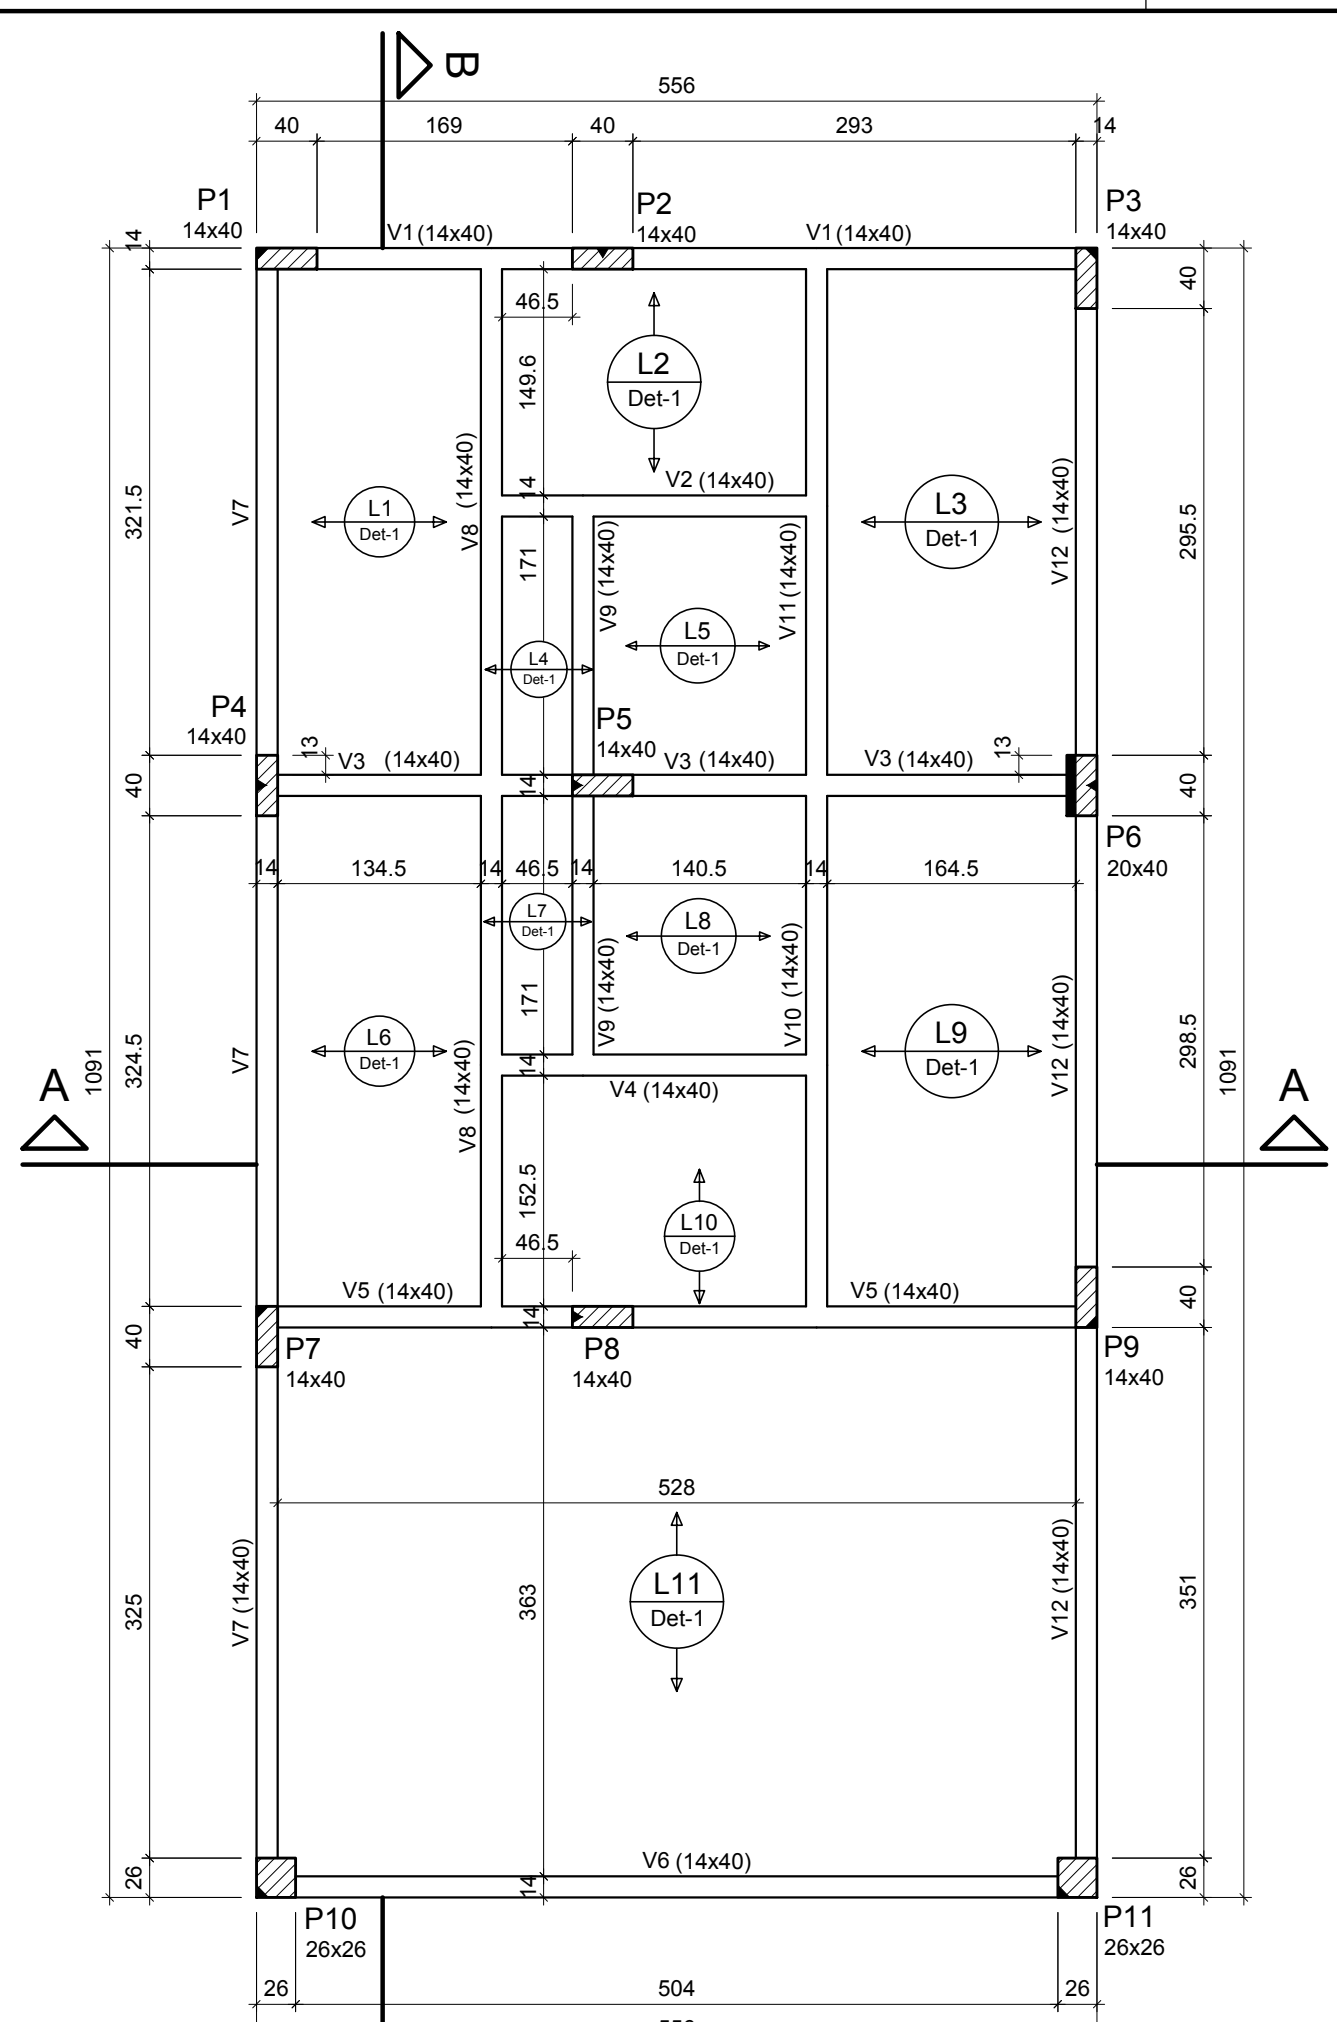 B
556
40 169 40 293 14
P1
14x40
P2
14x40
P3
14x40
V1 (14x40)
V1 (14x40)
14
40
46.5
149.6
L2
Det-1
321.5
V7
L1
Det-1
V8 (14x40)
14
V2 (14x40)
L3
Det-1
V12 (14x40)
295.5
171
V9 (14x40)
V11 (14x40)
L5
Det-1
L4
Det-1
P4
14x40
P5
14x40
13
V3 (14x40)
V3 (14x40)
V3 (14x40)
13
40
14
40
P6
20x40
14 134.5 14 46.5 14 140.5 14 164.5
L7
Det-1
L8
Det-1
V9 (14x40)
V10 (14x40)
171
324.5
V7
L6
Det-1
V8 (14x40)
L9
Det-1
V12 (14x40)
298.5
1091
1091
A
A
14
V4 (14x40)
152.5
46.5
L10
Det-1
V5 (14x40)
V5 (14x40)
40
14
40
P7
14x40
P8
14x40
P9
14x40
528
L11
Det-1
325
V7 (14x40)
363
V12 (14x40)
351
V6 (14x40)
26
14
26
P10
26x26
P11
26x26
26 504 26